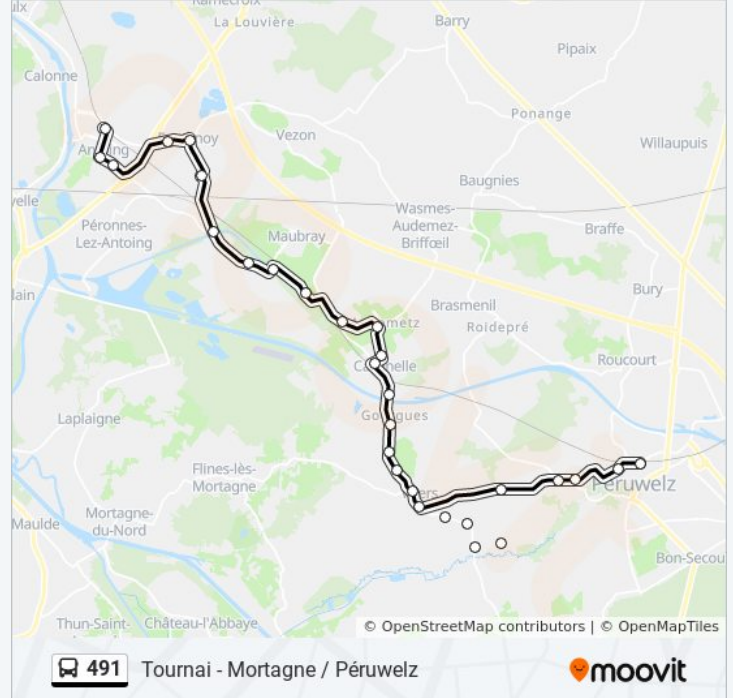 Ramecroix
La Louvière
Barry
Pipaix
Calonne
Ponange
Vezon
Willaupuis
Baugnies
Péronnes-
Lez-Antoing
Maubray
Wasmes-
Audemez-
Briffœil
Braffe
Bury
Brasmenil
Roidepré
Roucourt
Laplaigne
Flines-lès-
Mortagne
Péruwelz
Maulde
Mortagne-
du-Nord
Bon-Secou
Thun-Saint-
Château-l'Abbaye
© OpenStreetMap contributors | © OpenMapTiles
491 Tournai - Mortagne / Péruwelz
moovit